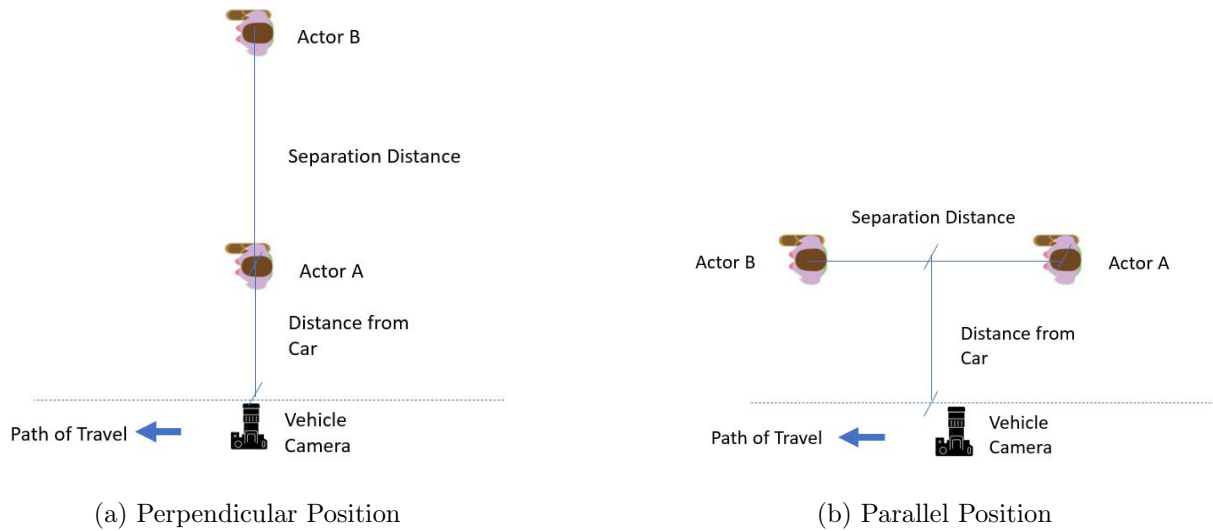 Actor B
Separation Distance
Actor A
Distance from
Car
Vehicle
Camera
Path of Travel
(a) Perpendicular Position
Separation Distance
Actor B
Actor A
Distance from
Car
Vehicle
Camera
Path of Travel
(b) Parallel Position